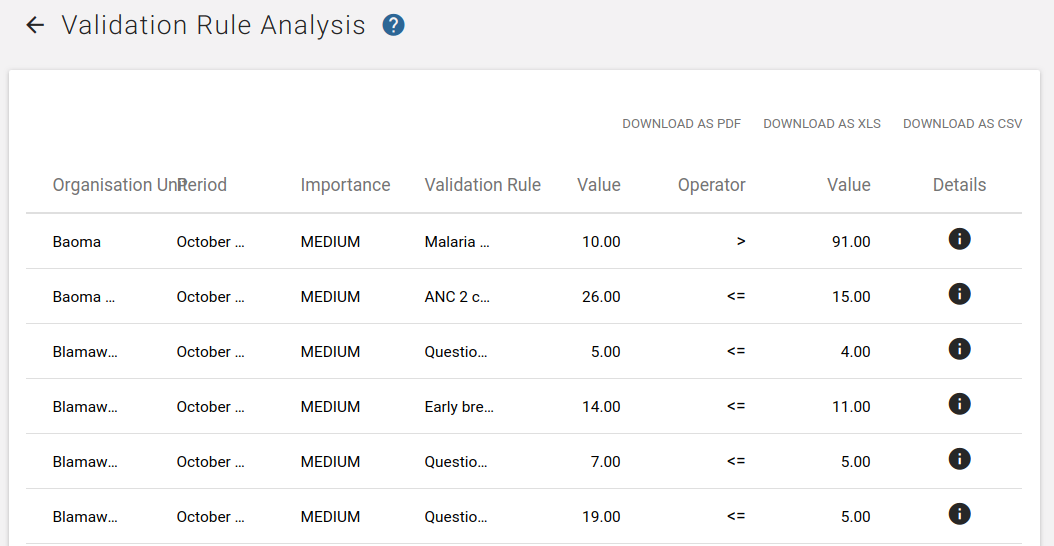 Validation Rule Analysis ?
DOWNLOAD AS PDF DOWNLOAD AS XLS DOWNLOAD AS CSV
Organisation Unit Period Importance Validation Rule Value Operator Value Details
Baoma October ... MEDIUM Malaria ... 10.00 > 91.00
Baoma ... October ... MEDIUM ANC 2 c... 26.00 <= 15.00
Blamaw... October ... MEDIUM Questio... 5.00 <= 4.00
Blamaw... October ... MEDIUM Early bre... 14.00 <= 11.00
Blamaw... October ... MEDIUM Questio... 7.00 <= 5.00
Blamaw... October ... MEDIUM Questio... 19.00 <= 5.00